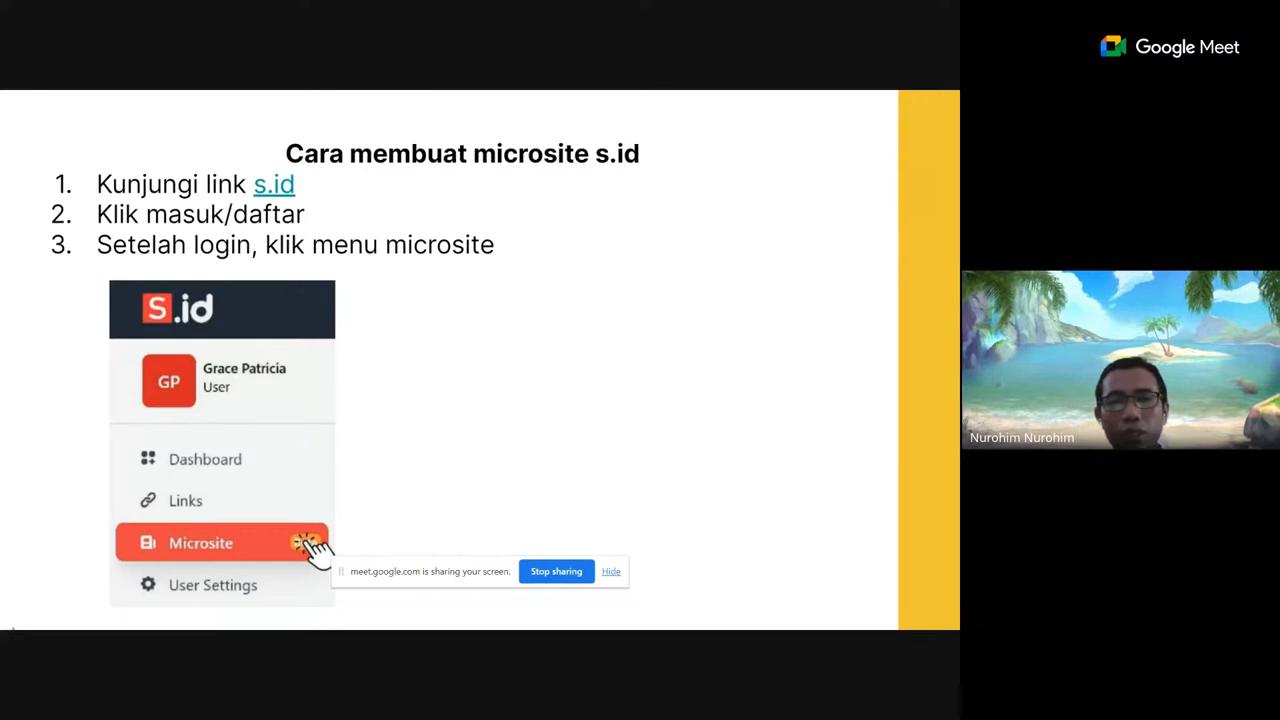 Google Meet
Cara membuat microsite s.id
1. Kunjungi link s.id
2. Klik masuk/daftar
3. Setelah login, klik menu microsite
S.id
GP
Grace Patricia
User
Dashboard
Links
Microsite
User Settings
meet.google.com is sharing your screen. Stop sharing Hide
Nurohim Nurohim